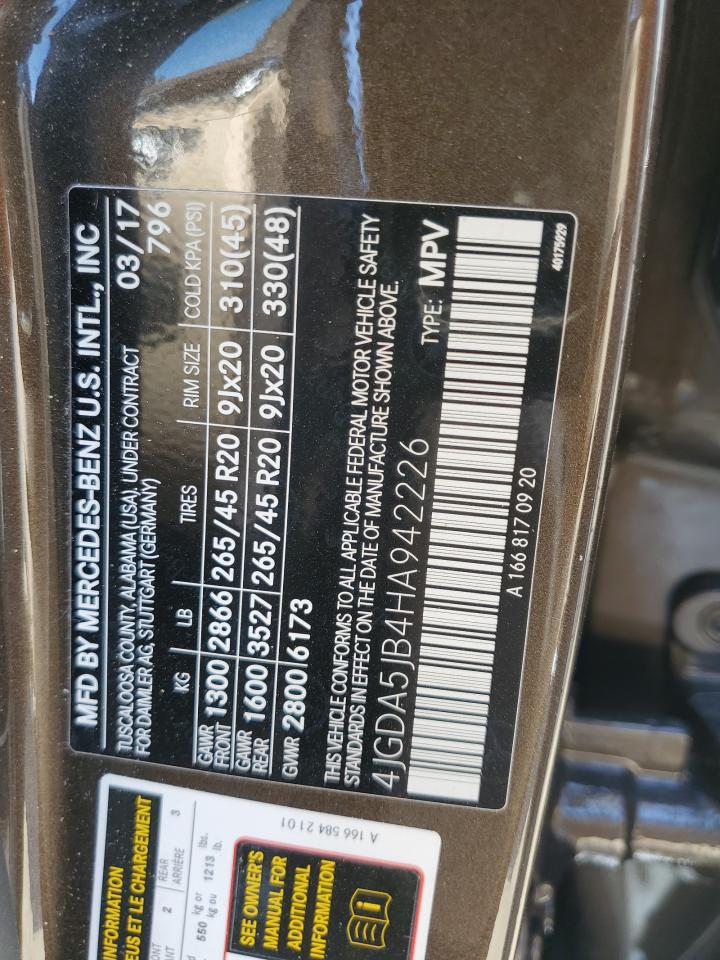 MFD BY MERCEDES-BENZ U.S. INTL., INC
TUSCALOOSA COUNTY, ALABAMA (USA), UNDER CONTRACT 03/17
FOR DAIMLER AG, STUTTGART (GERMANY) 796
KG LB TIRES RIM SIZE COLD KPA (PSI)
GAWR FRONT 1300 2866 265/45 R20 9Jx20 310(45)
GAWR REAR 1600 3527 265/45 R20 9Jx20 330(48)
GVWR 2800 6173
THIS VEHICLE CONFORMS TO ALL APPLICABLE FEDERAL MOTOR VEHICLE SAFETY
STANDARDS IN EFFECT ON THE DATE OF MANUFACTURE SHOWN ABOVE.
4JGDA5JB4HA942226 TYPE: MPV
A 166 817 09 20 40175929
INFORMATION
EUS ET LE CHARGEMENT
2 REAR 3
ARRIÈRE
550 kg or 1213 lbs.
kg ou lb.
SEE OWNER'S
MANUAL FOR
ADDITIONAL
INFORMATION
A 166 584 21 01